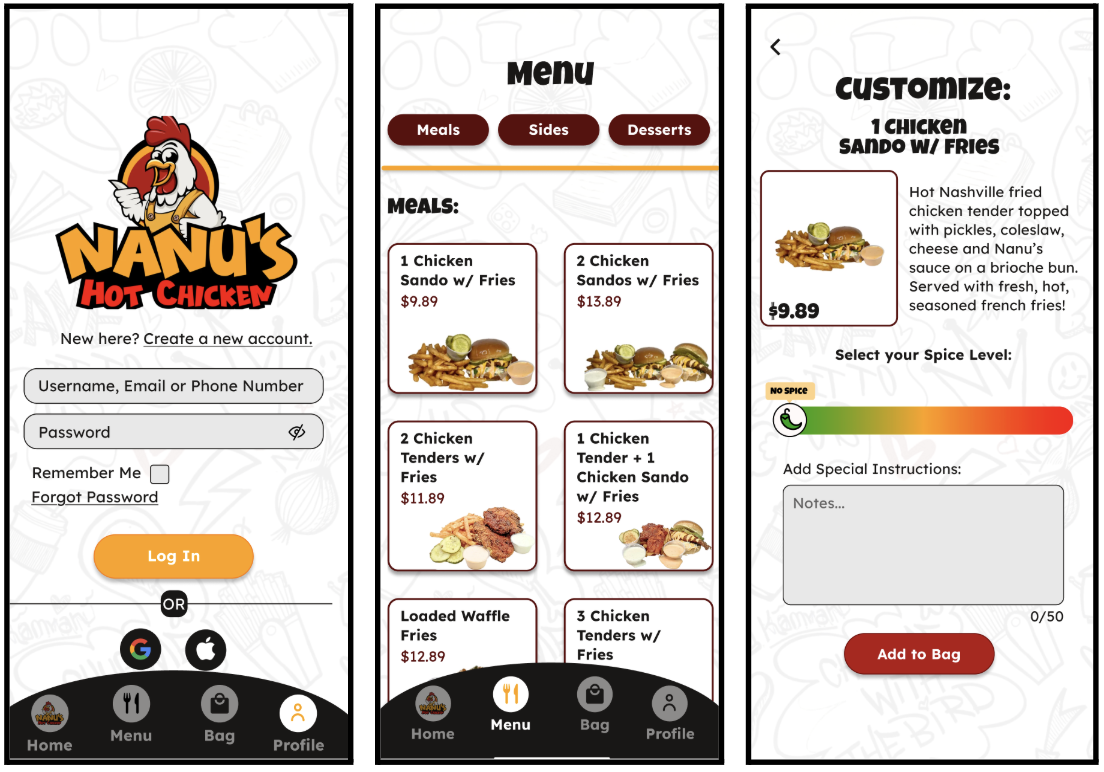 NANU'S
HOT CHICKEN
New here? Create a new account.
Username, Email or Phone Number
Password
Remember Me
Forgot Password
Log In
OR
G
Home
Menu
Bag
Profile
Menu
Meals
Sides
Desserts
Meals:
1 Chicken
Sando w/ Fries
$9.89
2 Chicken
Sandos w/ Fries
$13.89
2 Chicken
Tenders w/
Fries
$11.89
1 Chicken
Tender + 1
Chicken Sando
w/ Fries
$12.89
Loaded Waffle
Fries
$12.89
3 Chicken
Tenders w/
Fries
NANU'S
Home
Menu
Bag
Profile
Customize:
1 Chicken
Sando w/ Fries
Hot Nashville fried
chicken tender topped
with pickles, coleslaw,
cheese and Nanu's
sauce on a brioche bun.
Served with fresh, hot,
seasoned french fries!
$9.89
Select your Spice Level:
No Spice
Add Special Instructions:
Notes...
0/50
Add to Bag